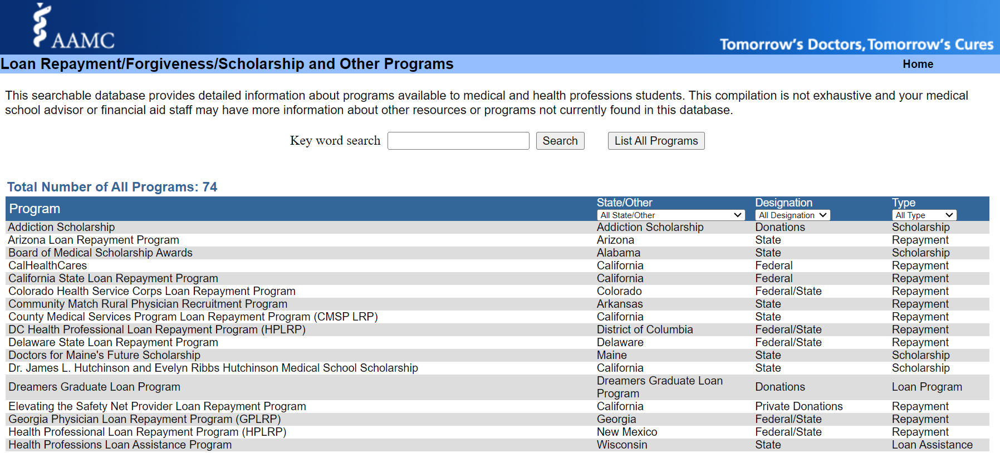 AAMC
Tomorrow's Doctors, Tomorrow's Cures
Loan Repayment/Forgiveness/Scholarship and Other Programs Home
This searchable database provides detailed information about programs available to medical and health professions students. This compilation is not exhaustive and your medical
school advisor or financial aid staff may have more information about other resources or programs not currently found in this database.
Key word search Search List All Programs
Total Number of All Programs: 74
Program State/Other Designation Type
All State/Other All Designation All Type
Addiction Scholarship Addiction Scholarship Donations Scholarship
Arizona Loan Repayment Program Arizona State Repayment
Board of Medical Scholarship Awards Alabama State Scholarship
CalHealthCares California Federal Repayment
California State Loan Repayment Program California Federal Repayment
Colorado Health Service Corps Loan Repayment Program Colorado Federal/State Repayment
Community Match Rural Physician Recruitment Program Arkansas State Repayment
County Medical Services Program Loan Repayment Program (CMSP LRP) California State Repayment
DC Health Professional Loan Repayment Program (HPLRP) District of Columbia Federal/State Repayment
Delaware State Loan Repayment Program Delaware Federal/State Repayment
Doctors for Maine's Future Scholarship Maine State Scholarship
Dr. James L. Hutchinson and Evelyn Ribbs Hutchinson Medical School Scholarship California State Scholarship
Dreamers Graduate Loan Program Dreamers Graduate Loan Program Donations Loan Program
Elevating the Safety Net Provider Loan Repayment Program California Private Donations Repayment
Georgia Physician Loan Repayment Program (GPLRP) Georgia Federal/State Repayment
Health Professional Loan Repayment Program (HPLRP) New Mexico Federal/State Repayment
Health Professions Loan Assistance Program Wisconsin State Loan Assistance